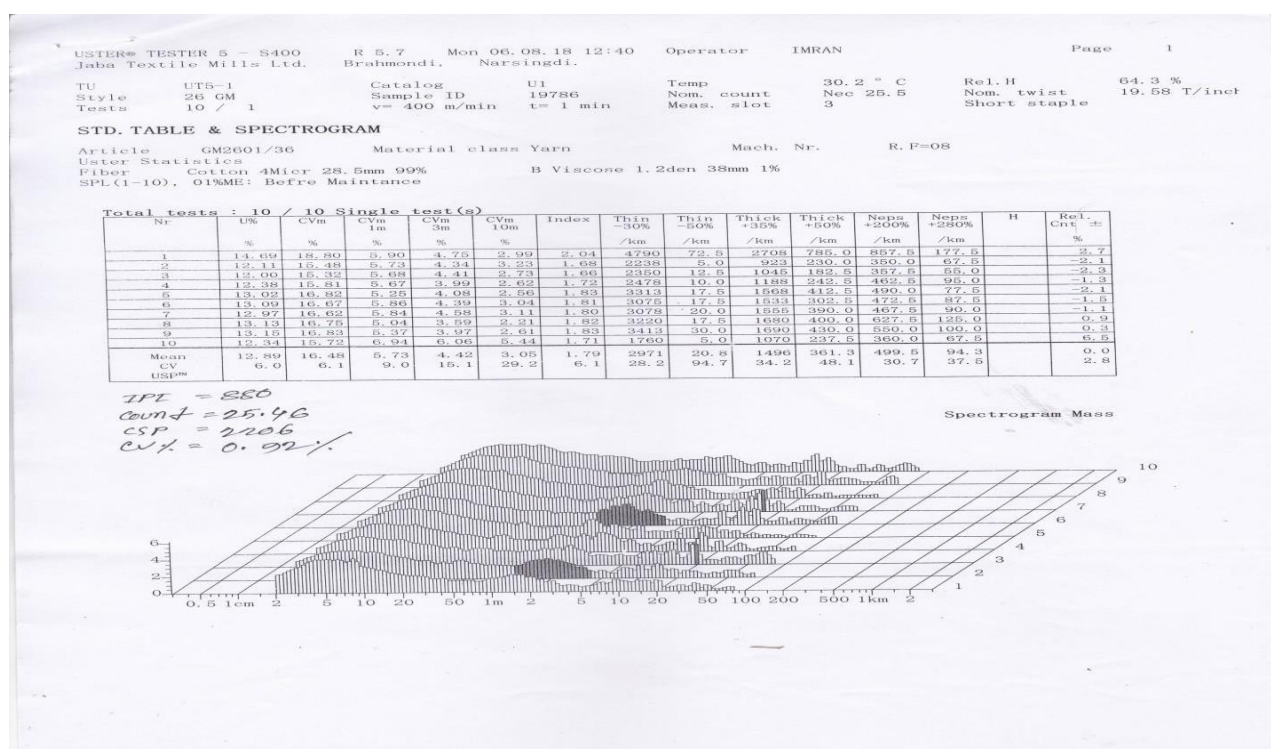 USTER® TESTER 5 - S400 R 5.7 Mon 06.08.18 12:40 Operator IMRAN Page 1
Jaba Textile Mills Ltd. Brahmondi, Narsingdi.
TU UT5-1 Catalog U1 Temp 30.2 ° C Rel.H 64.3 %
Style 26 GM Sample ID 19786 Nom. count Nec 25.5 Nom. twist 19.58 T/inch
Tests 10 / 1 v= 400 m/min t= 1 min Meas. slot 3 Short staple
STD. TABLE & SPECTROGRAM
Article GM2601/36 Material class Yarn Mach. Nr. R.F=08
Uster Statistics
Fiber Cotton 4Micr 28.5mm 99% B Viscose 1.2den 38mm 1%
SPL(1-10), 01%ME: Befre Maintance
Total tests : 10 / 10 Single test(s)
Nr U% CVm CVm CVm CVm Index Thin Thin Thick Thick Neps Neps H Rel.
1m 3m 10m -30% -50% +35% +50% +200% +280% Cnt ±
% % % % % /km /km /km /km /km /km %
1 14.69 18.80 5.90 4.75 2.99 2.04 4790 72.5 2708 785.0 857.5 177.5 2.7
2 12.11 15.48 5.73 4.34 3.23 1.68 2238 5.0 923 230.0 350.0 67.5 -2.1
3 12.00 15.32 5.68 4.41 2.73 1.66 2350 12.5 1045 182.5 357.5 55.0 -2.3
4 12.38 15.81 5.67 3.99 2.62 1.72 2478 10.0 1188 242.5 462.5 95.0 -1.3
5 13.02 16.82 5.25 4.08 2.56 1.83 3313 17.5 1568 412.5 490.0 77.5 -2.1
6 13.09 16.67 5.86 4.39 3.04 1.81 3075 17.5 1533 302.5 472.5 87.5 -1.5
7 12.97 16.62 5.84 4.58 3.11 1.80 3078 20.0 1555 390.0 467.5 90.0 -1.1
8 13.13 16.75 5.04 3.59 2.21 1.82 3220 17.5 1680 400.0 627.5 125.0 0.9
9 13.15 16.83 5.37 3.97 2.61 1.83 3413 30.0 1690 430.0 550.0 100.0 0.3
10 12.34 15.72 6.94 6.06 5.44 1.71 1760 5.0 1070 237.5 360.0 67.5 6.5
Mean 12.89 16.48 5.73 4.42 3.05 1.79 2971 20.8 1496 361.3 499.5 94.3 0.0
CV 6.0 6.1 9.0 15.1 29.2 6.1 28.2 94.7 34.2 48.1 30.7 37.5 2.8
USP™
IPI = 880
Count = 25.46
CSP = 2206
CV% = 0.92%
Spectrogram Mass
10
9
8
7
6
5
4
3
2
1
6
4
2
0
0.5 1cm 2 5 10 20 50 1m 2 5 10 20 50 100 200 500 1km 2